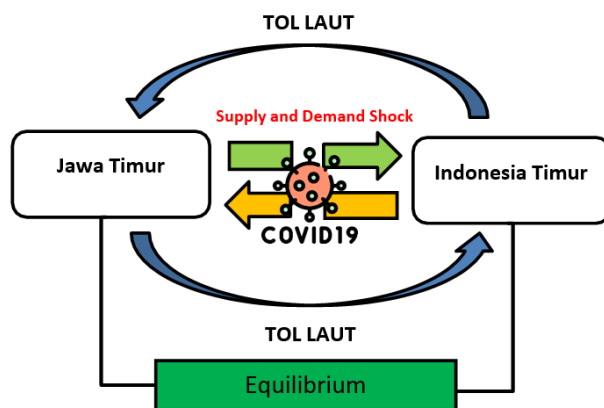 TOL LAUT
Supply and Demand Shock
Jawa Timur
Indonesia Timur
COVID19
TOL LAUT
Equilibrium